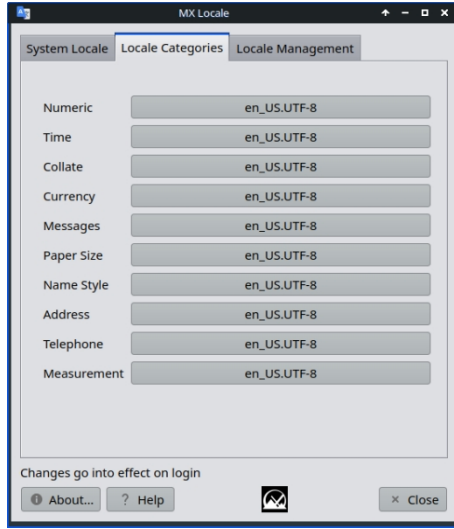 MX Locale
System Locale Locale Categories Locale Management
Numeric en_US.UTF-8
Time en_US.UTF-8
Collate en_US.UTF-8
Currency en_US.UTF-8
Messages en_US.UTF-8
Paper Size en_US.UTF-8
Name Style en_US.UTF-8
Address en_US.UTF-8
Telephone en_US.UTF-8
Measurement en_US.UTF-8
Changes go into effect on login
About... ? Help × Close